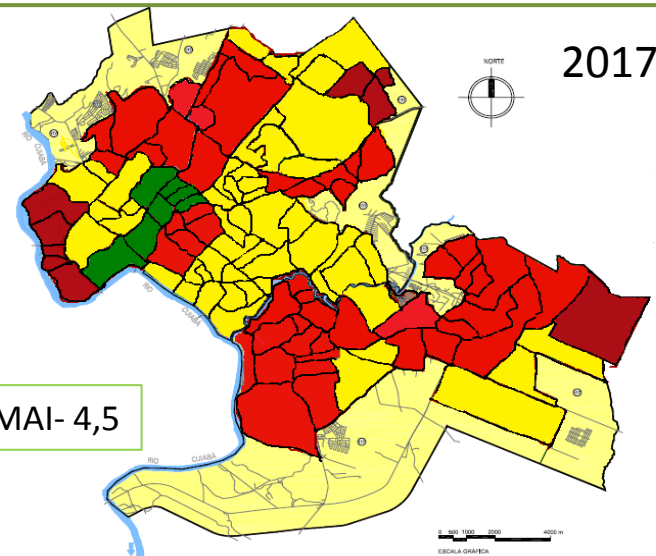 2017
NORTE
RIO
CUIABÁ
RIO
CUIABÁ
MAI- 4,5
RIO
CUIABÁ
0 500 1000 2000 4000 m
ESCALA GRÁFICA